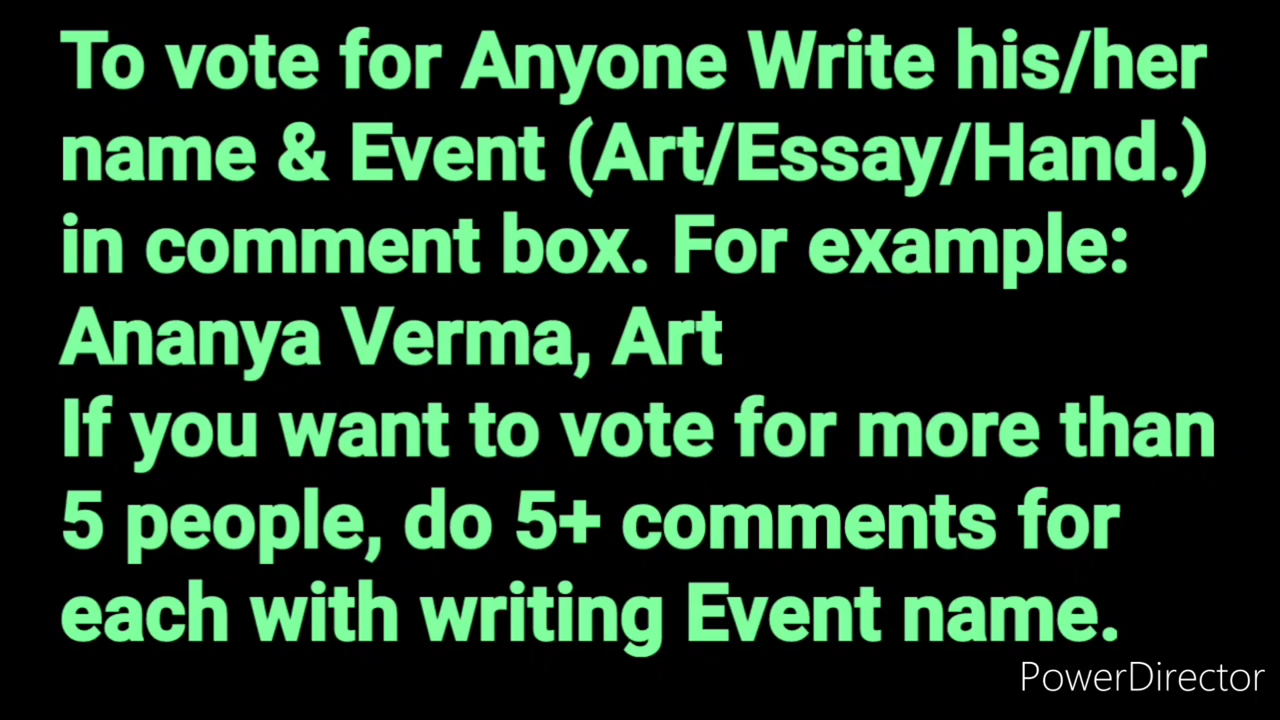 To vote for Anyone Write his/her
name & Event (Art/Essay/Hand.)
in comment box. For example:
Ananya Verma, Art
If you want to vote for more than
5 people, do 5+ comments for
each with writing Event name.
PowerDirector